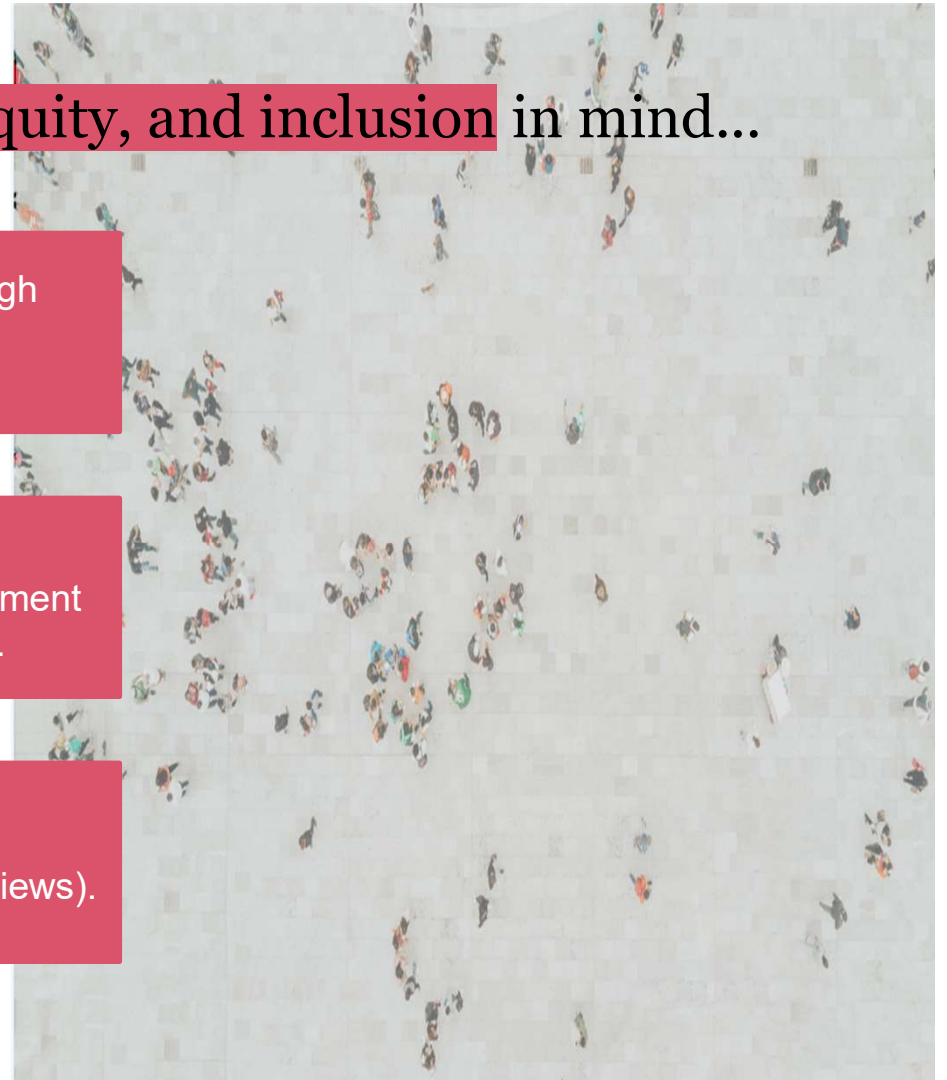 quity, and inclusion in mind...
gh
ment
.
iews).